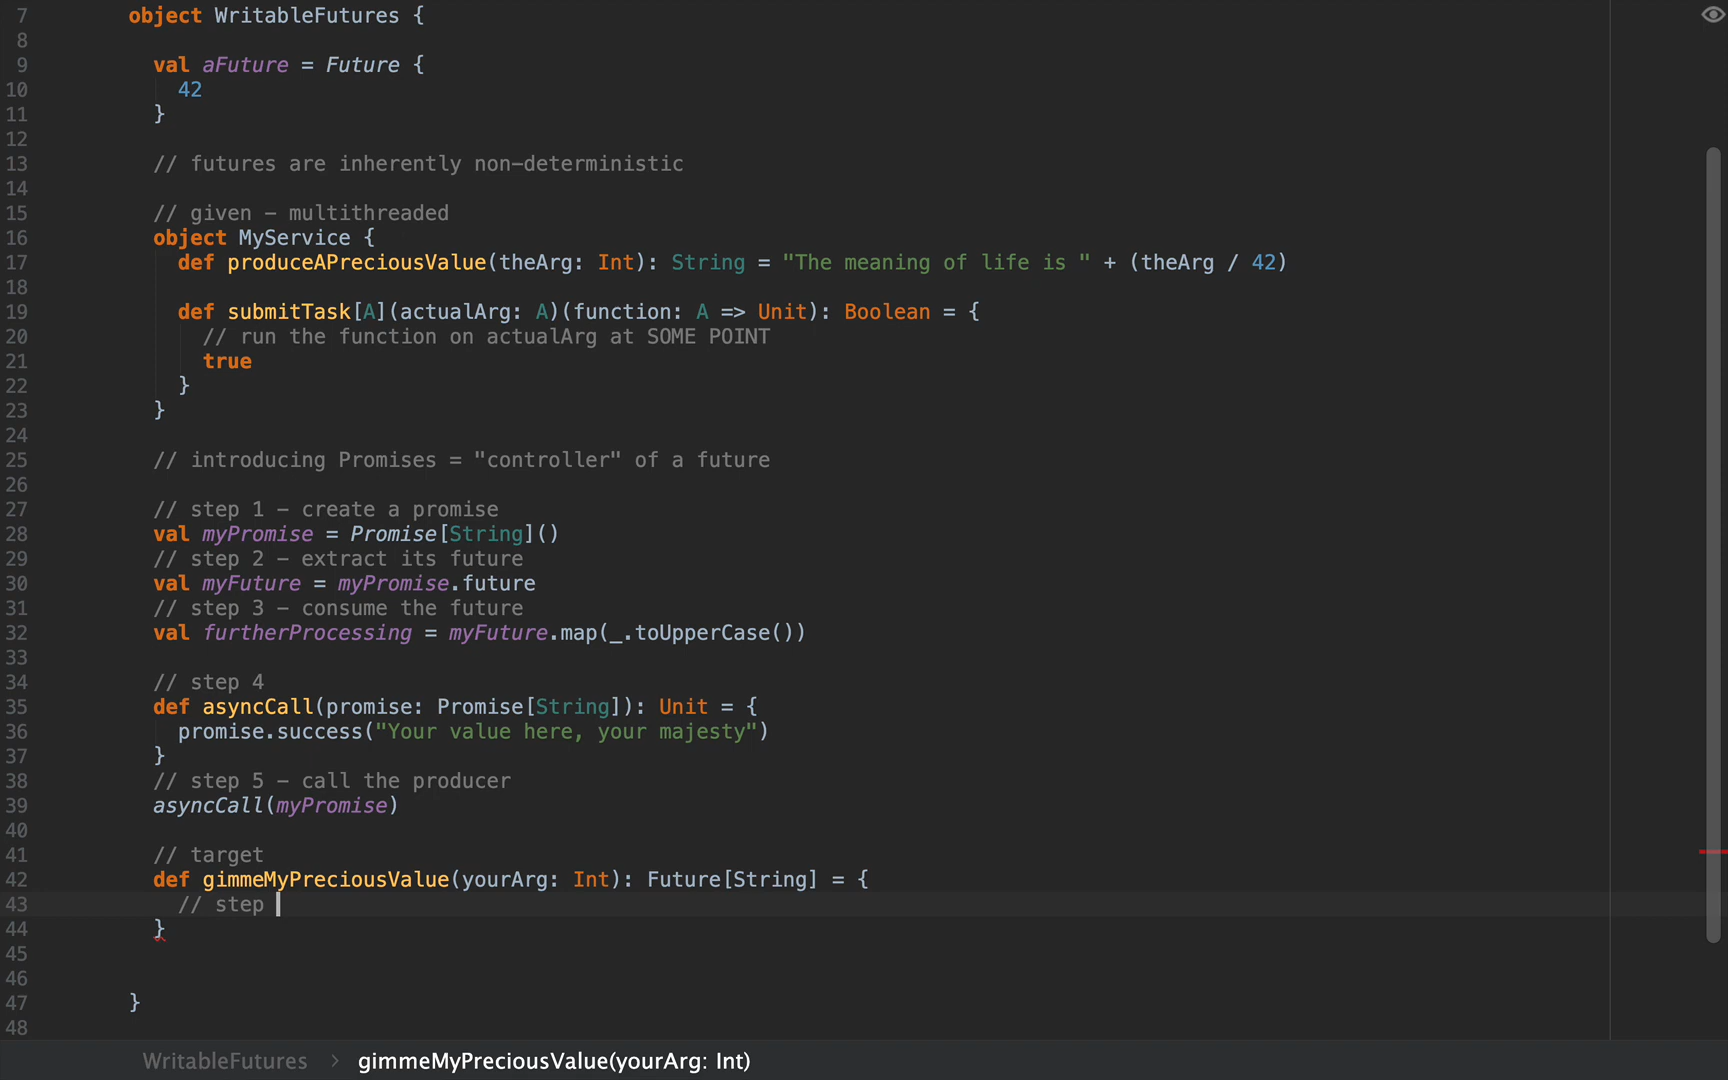 7 object WritableFutures {
8
9 val aFuture = Future {
10 42
11 }
12
13 // futures are inherently non-deterministic
14
15 // given - multithreaded
16 object MyService {
17 def produceAPreciousValue(theArg: Int): String = "The meaning of life is " + (theArg / 42)
18
19 def submitTask[A](actualArg: A)(function: A => Unit): Boolean = {
20 // run the function on actualArg at SOME POINT
21 true
22 }
23 }
24
25 // introducing Promises = "controller" of a future
26
27 // step 1 - create a promise
28 val myPromise = Promise[String]()
29 // step 2 - extract its future
30 val myFuture = myPromise.future
31 // step 3 - consume the future
32 val furtherProcessing = myFuture.map(_.toUpperCase())
33
34 // step 4
35 def asyncCall(promise: Promise[String]): Unit = {
36 promise.success("Your value here, your majesty")
37 }
38 // step 5 - call the producer
39 asyncCall(myPromise)
40
41 // target
42 def gimmeMyPreciousValue(yourArg: Int): Future[String] = {
43 // step
44 }
45
46
47 }
48
WritableFutures > gimmeMyPreciousValue(yourArg: Int)